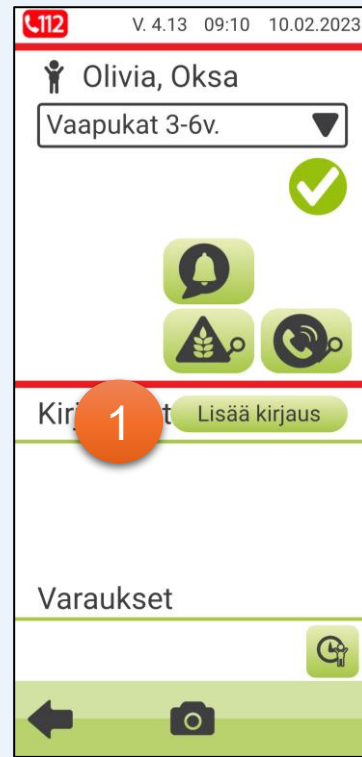 112 V. 4.13 09:10 10.02.2023
Olivia, Oksa
Vaapukat 3-6v.
1 Lisää kirjaus
Varaukset